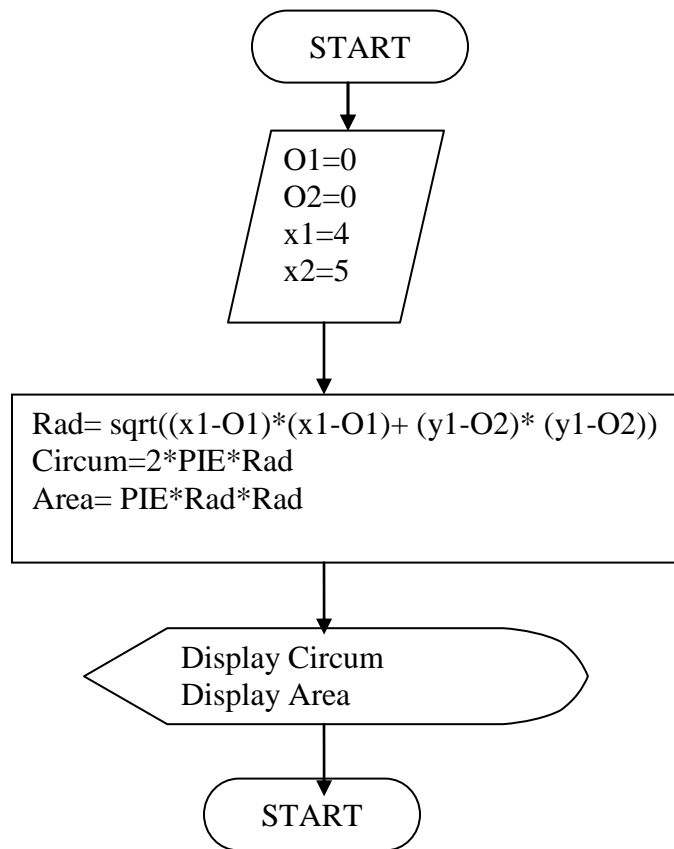 START
O1=0
O2=0
x1=4
x2=5
Rad= sqrt((x1-O1)*(x1-O1)+ (y1-O2)* (y1-O2))
Circum=2*PIE*Rad
Area= PIE*Rad*Rad
Display Circum
Display Area
START